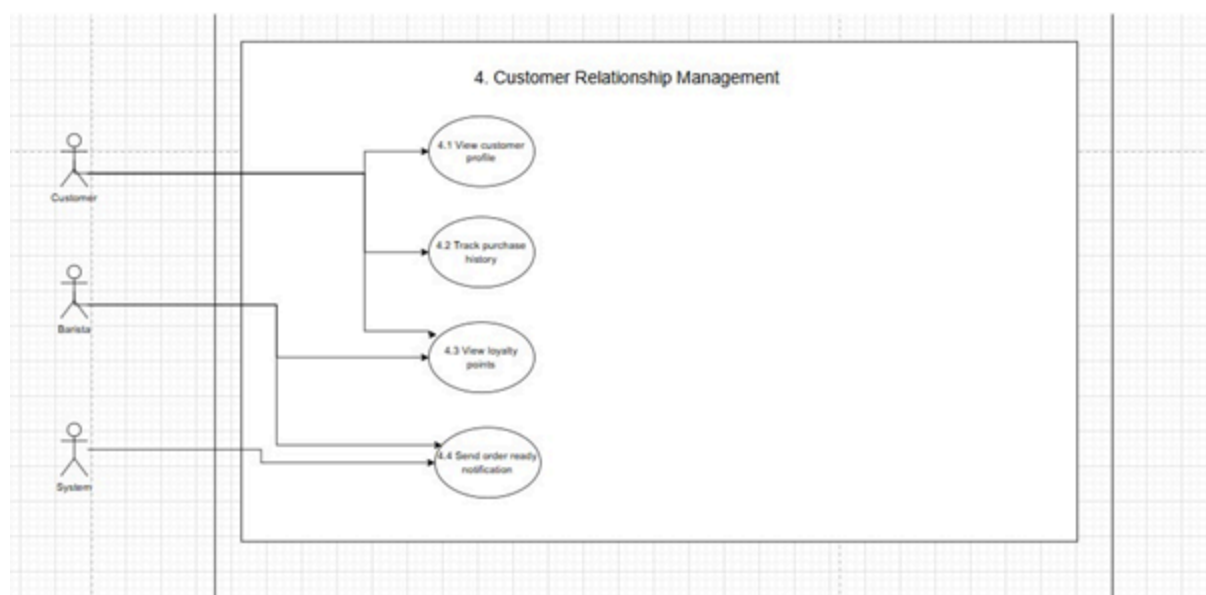 4. Customer Relationship Management
4.1 View customer
profile
Customer
4.2 Track purchase
history
Barista
4.3 View loyalty
points
4.4 Send order ready
notification
System